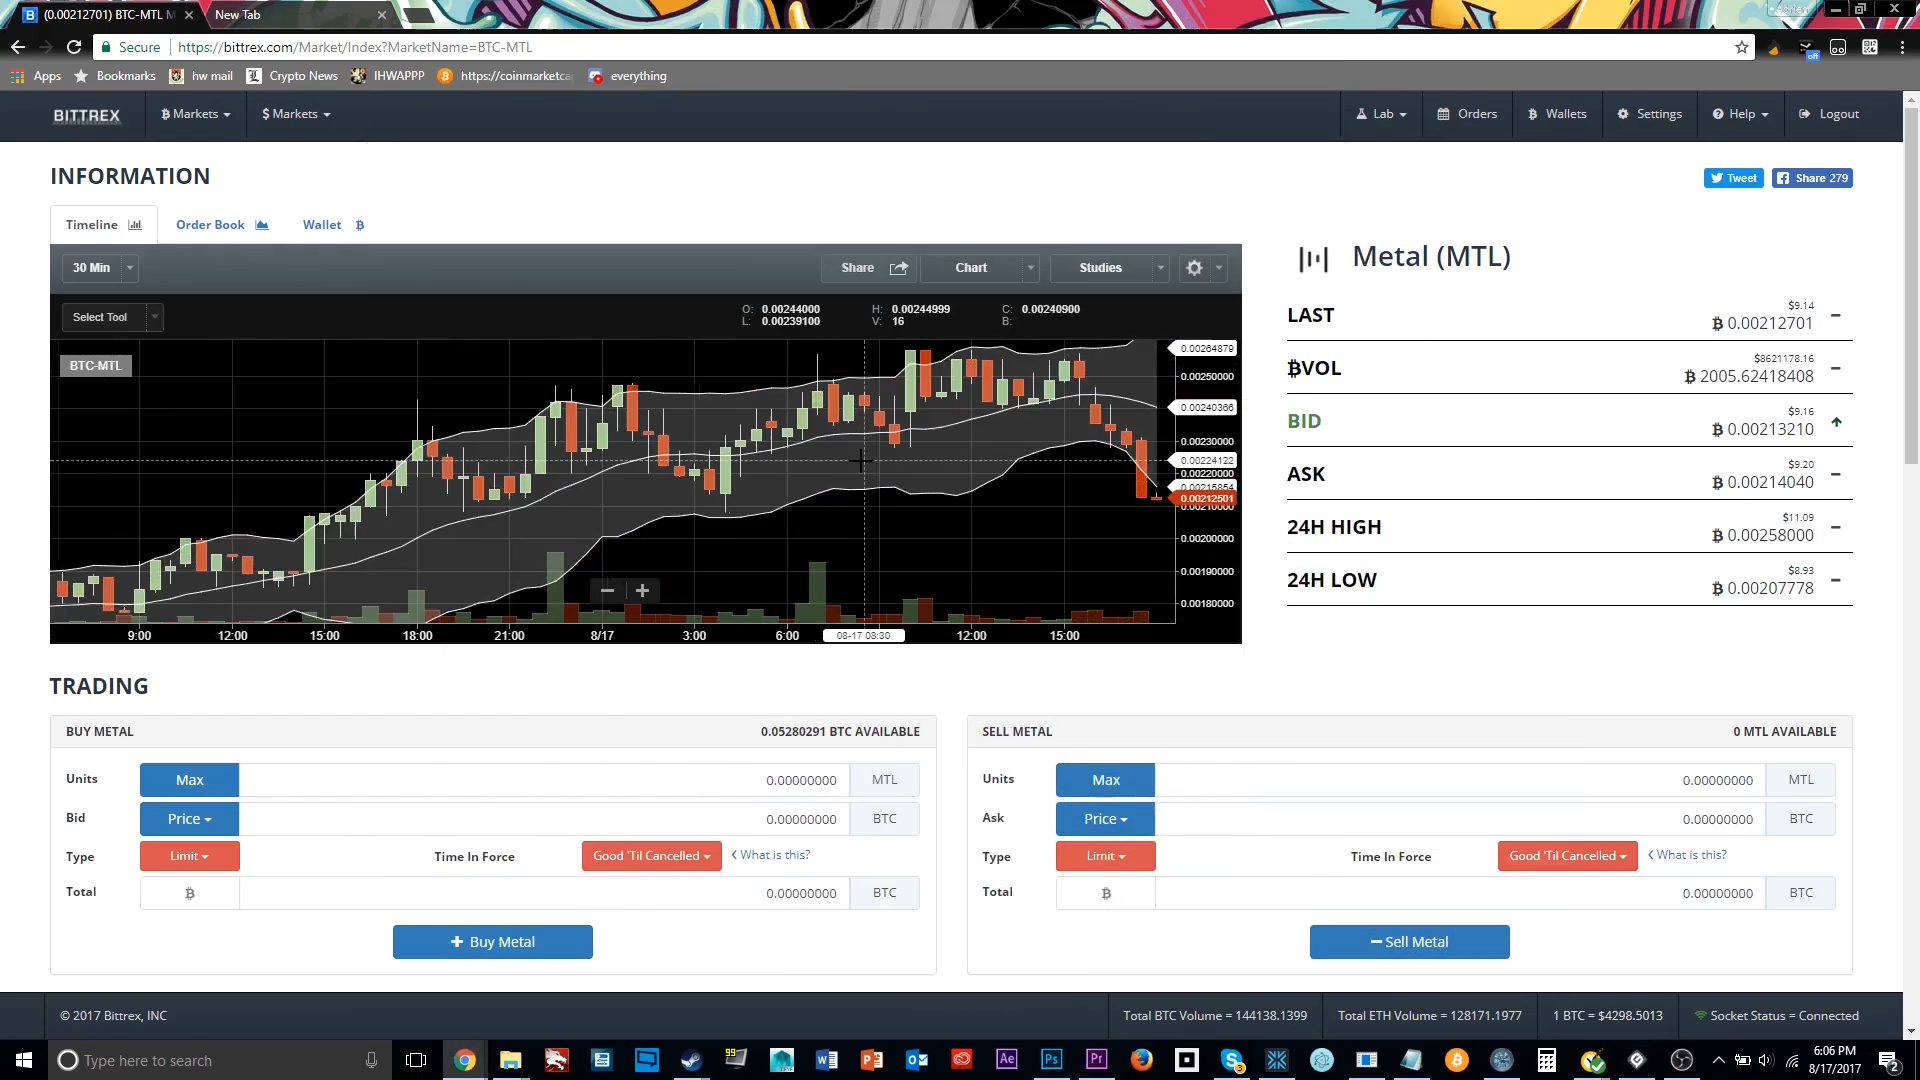 (0.00212701) BTC-MTL M
New Tab
Secure
https://bittrex.com/Market/Index?MarketName=BTC-MTL
off
Apps
Bookmarks
hw mail
Crypto News
IHWAPPP
https://coinmarketca
everything
BITTREX
Markets
$ Markets
Lab
Orders
Wallets
Settings
Help
Logout
INFORMATION
Tweet
Share 279
Timeline
Order Book
Wallet
30 Min
Share
Chart
Studies
Select Tool
O: 0.00244000
H: 0.00244999
C: 0.00240900
L: 0.00239100
V: 16
B:
BTC-MTL
0.00264879
0.00250000
0.00240366
0.00230000
0.00224122
0.00220000
0.00215854
0.00212501
0.00210000
0.00200000
0.00190000
0.00180000
9:00
12:00
15:00
18:00
21:00
8/17
3:00
6:00
08-17 08:30
12:00
15:00
Metal (MTL)
LAST
$9.14
0.00212701
VOL
$8621178.16
2005.62418408
BID
$9.16
0.00213210
ASK
$9.20
0.00214040
24H HIGH
$11.09
0.00258000
24H LOW
$8.93
0.00207778
TRADING
BUY METAL
0.05280291 BTC AVAILABLE
Units
Max
0.00000000
MTL
Bid
Price
0.00000000
BTC
Type
Limit
Time In Force
Good 'Til Cancelled
What is this?
Total
0.00000000
BTC
Buy Metal
SELL METAL
0 MTL AVAILABLE
Units
Max
0.00000000
MTL
Ask
Price
0.00000000
BTC
Type
Limit
Time In Force
Good 'Til Cancelled
What is this?
Total
0.00000000
BTC
Sell Metal
© 2017 Bittrex, INC
Total BTC Volume = 144138.1399
Total ETH Volume = 128171.1977
1 BTC = $4298.5013
Socket Status = Connected
Type here to search
6:06 PM
8/17/2017